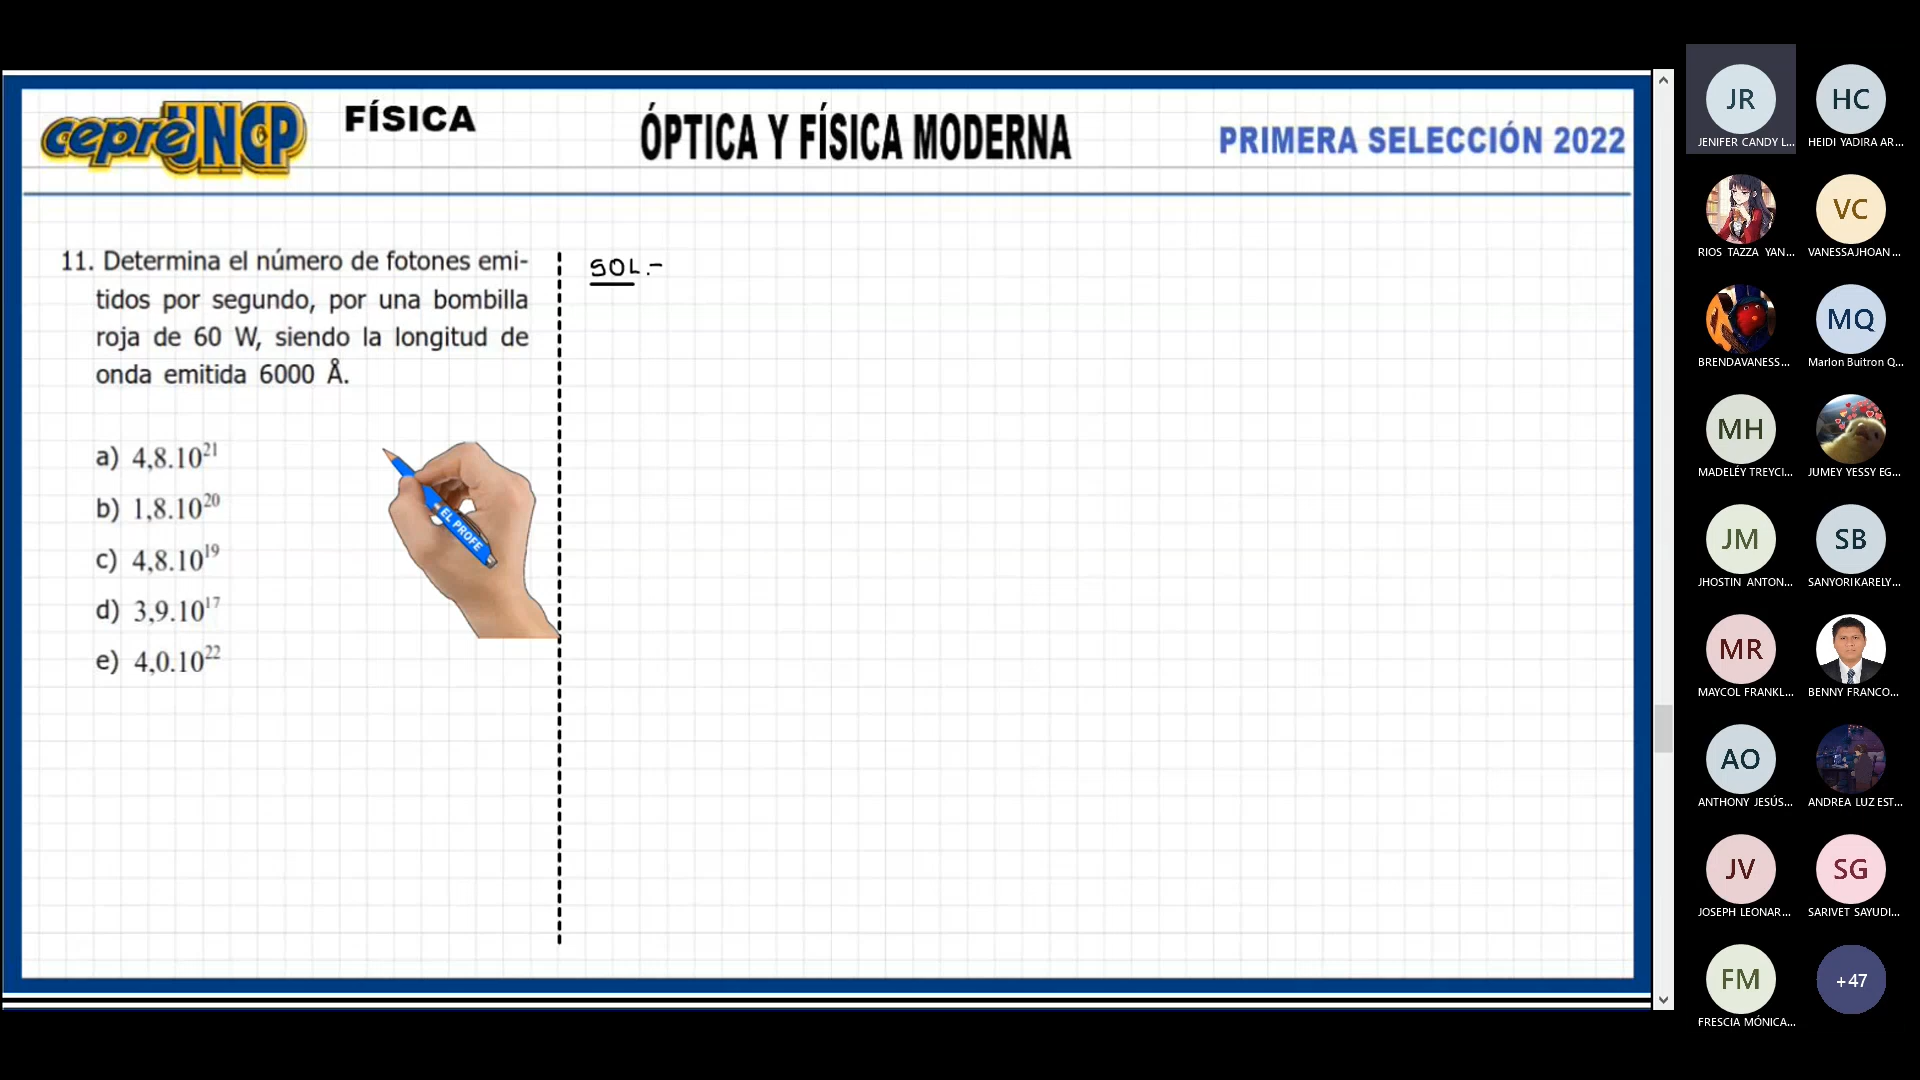 cepreUNCP
FÍSICA
ÓPTICA Y FÍSICA MODERNA
PRIMERA SELECCIÓN 2022
11. Determina el número de fotones emi-
tidos por segundo, por una bombilla
roja de 60 W, siendo la longitud de
onda emitida 6000 Å.
a) 4,8.10²¹
b) 1,8.10²⁰
c) 4,8.10¹⁹
d) 3,9.10¹⁷
e) 4,0.10²²
EL PROFE
SOL.-
JR
JENIFER CANDY L...
HC
HEIDI YADIRA AR...
RIOS TAZZA YAN...
VC
VANESSAJHOAN...
BRENDAVANESS...
MQ
Marlon Buitron Q...
MH
MADELÉY TREYCI...
JUMEY YESSY EG...
JM
JHOSTIN ANTON...
SB
SANYORIKARELY...
MR
MAYCOL FRANKL...
BENNY FRANCO...
AO
ANTHONY JESÚS...
ANDREA LUZ EST...
JV
JOSEPH LEONAR...
SG
SARIVET SAYUDI...
FM
FRESCIA MÓNICA...
+47